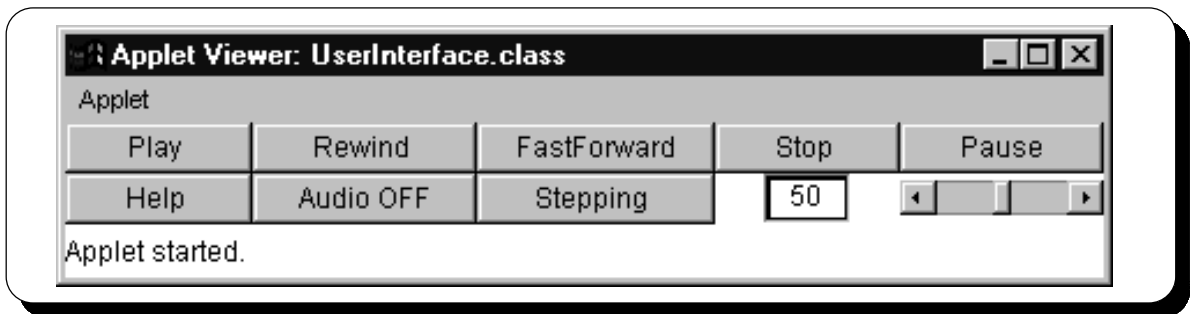 Applet Viewer: UserInterface.class
Applet
Play Rewind FastForward Stop Pause
Help Audio OFF Stepping 50
Applet started.